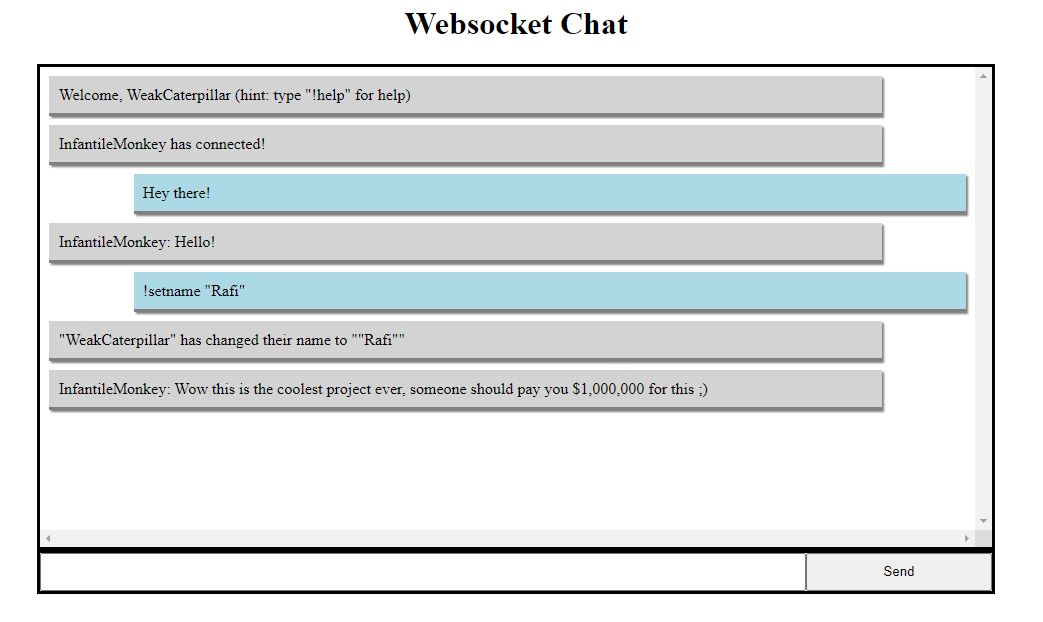 Websocket Chat
Welcome, WeakCaterpillar (hint: type "!help" for help)
InfantileMonkey has connected!
Hey there!
InfantileMonkey: Hello!
!setname "Rafi"
"WeakCaterpillar" has changed their name to ""Rafi""
InfantileMonkey: Wow this is the coolest project ever, someone should pay you $1,000,000 for this ;)
Send